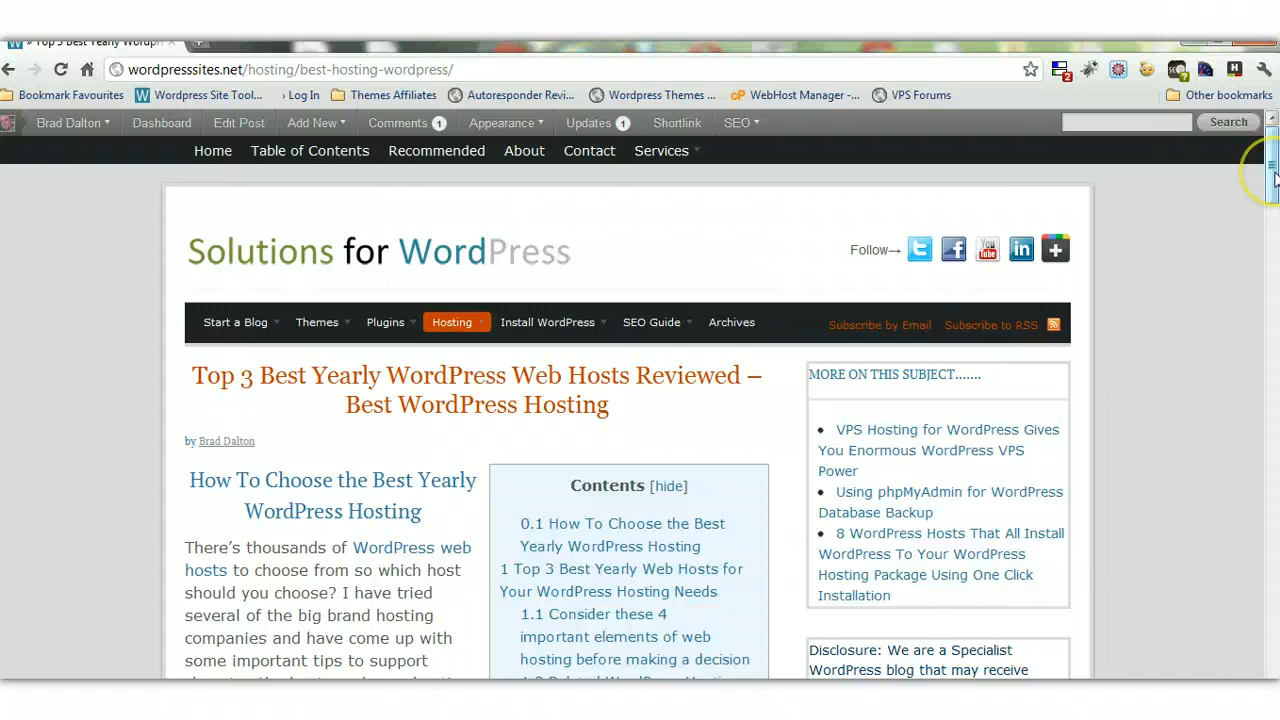 wordpresssites.net/hosting/best-hosting-wordpress/
2
Bookmark Favourites Wordpress Site Tool... › Log In Themes Affiliates Autoresponder Revi... Wordpress Themes ... cP WebHost Manager -... VPS Forums Other bookmarks
Brad Dalton Dashboard Edit Post Add New Comments 1 Appearance Updates 1 Shortlink SEO Search
Home Table of Contents Recommended About Contact Services
Solutions for WordPress
Follow→
You Tube
Start a Blog Themes Plugins Hosting Install WordPress SEO Guide Archives Subscribe by Email Subscribe to RSS
Top 3 Best Yearly WordPress Web Hosts Reviewed –
Best WordPress Hosting
by Brad Dalton
How To Choose the Best Yearly
WordPress Hosting
There's thousands of WordPress web
hosts to choose from so which host
should you choose? I have tried
several of the big brand hosting
companies and have come up with
some important tips to support
Contents [hide]
0.1 How To Choose the Best
Yearly WordPress Hosting
1 Top 3 Best Yearly Web Hosts for
Your WordPress Hosting Needs
1.1 Consider these 4
important elements of web
hosting before making a decision
MORE ON THIS SUBJECT.......
VPS Hosting for WordPress Gives
You Enormous WordPress VPS
Power
Using phpMyAdmin for WordPress
Database Backup
8 WordPress Hosts That All Install
WordPress To Your WordPress
Hosting Package Using One Click
Installation
Disclosure: We are a Specialist
WordPress blog that may receive